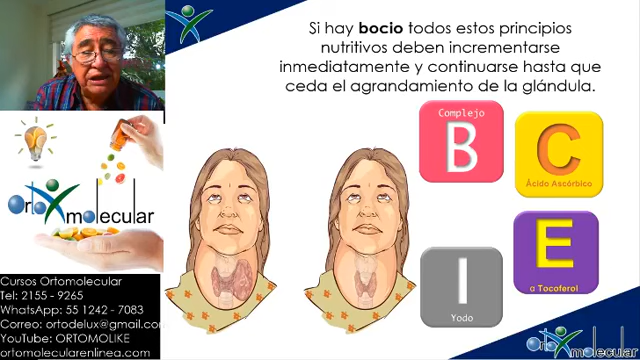 Si hay bocio todos estos principios
nutritivos deben incrementarse
inmediatamente y continuarse hasta que
ceda el agrandamiento de la glándula.
Complejo
B
C
Ácido Ascórbico
I
Yodo
E
a Tocoferol
Orto molecular
Cursos Ortomolecular
Tel: 2155 - 9265
WhatsApp: 55 1242 - 7083
Correo: ortodelux@gmail.com
YouTube: ORTOMOLIKE
ortomolecularenlinea.com
Orto molecular